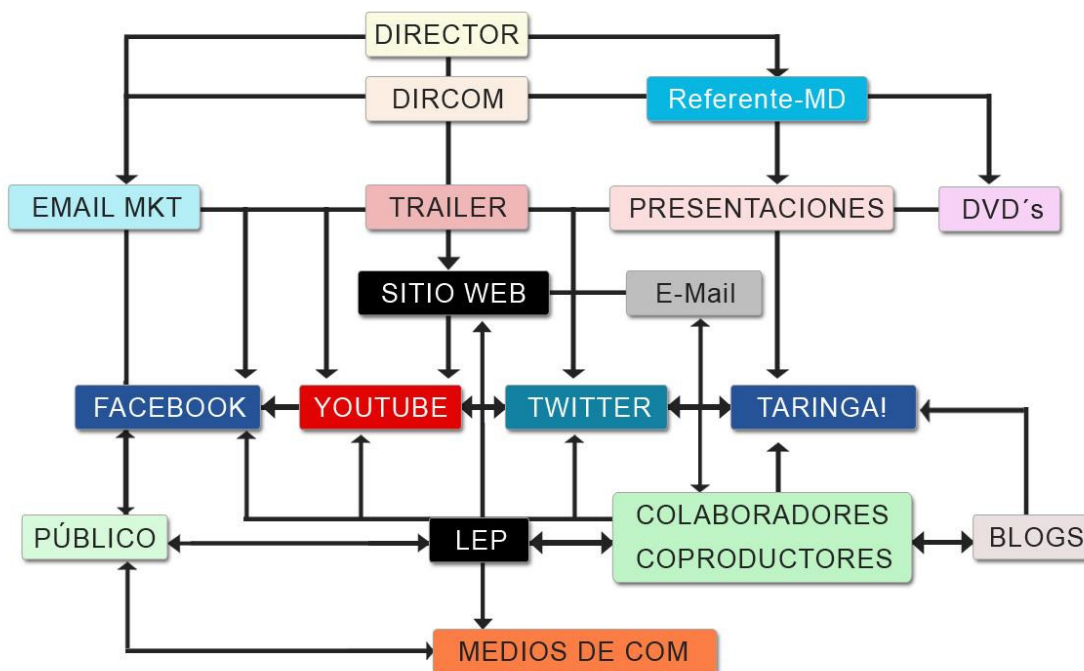 DIRECTOR
DIRCOM
Referente-MD
EMAIL MKT
TRAILER
PRESENTACIONES
DVD´s
SITIO WEB
E-Mail
FACEBOOK
YOUTUBE
TWITTER
TARINGA!
PÚBLICO
LEP
COLABORADORES
COPRODUCTORES
BLOGS
MEDIOS DE COM